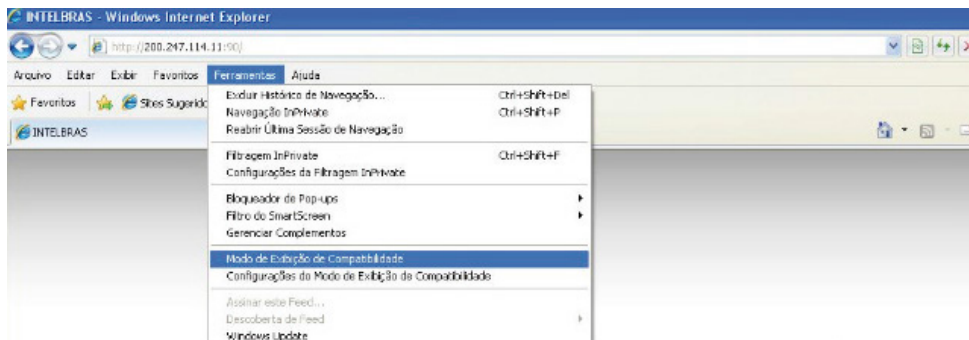 INTELBRAS - Windows Internet Explorer
http://200.247.114.11:90/
Arquivo Editar Exibir Favoritos Ferramentas Ajuda
Favoritos Sites Sugerido
INTELBRAS
Excluir Histórico de Navegação... Ctrl+Shift+Del
Navegação InPrivate Ctrl+Shift+P
Reabrir Última Sessão de Navegação
Filtragem InPrivate Ctrl+Shift+F
Configurações da Filtragem InPrivate
Bloqueador de Pop-ups
Filtro do SmartScreen
Gerenciar Complementos
Modo de Exibição de Compatibilidade
Configurações do Modo de Exibição de Compatibilidade
Assinar este Feed...
Descoberta de Feed
Windows Update